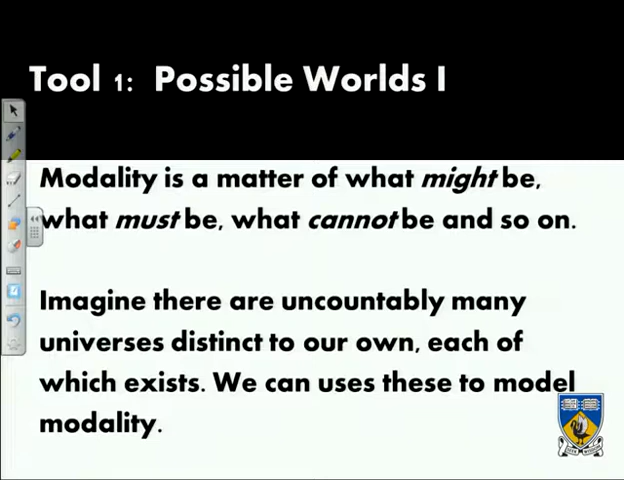 Tool 1: Possible Worlds I
Modality is a matter of what might be,
what must be, what cannot be and so on.
Imagine there are uncountably many
universes distinct to our own, each of
which exists. We can uses these to model
modality.